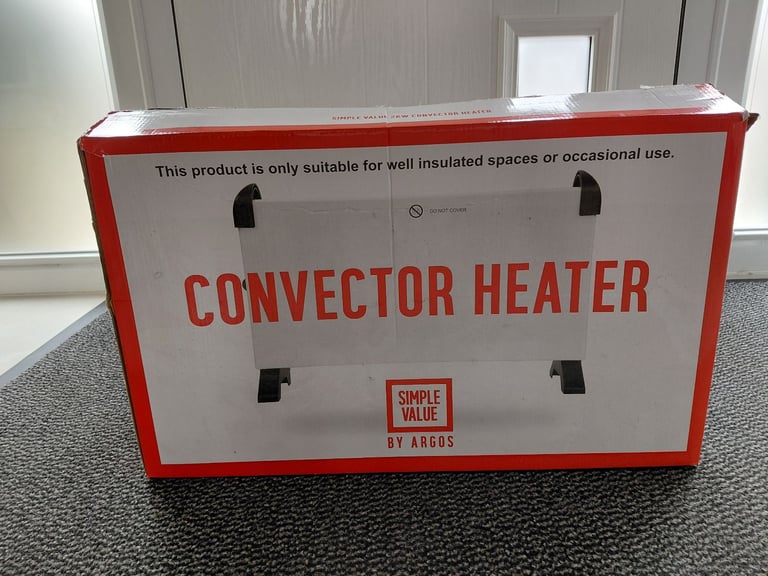 SIMPLE VALUE 2KW CONVECTOR HEATER
This product is only suitable for well insulated spaces or occasional use.
DO NOT COVER
CONVECTOR HEATER
SIMPLE
VALUE
BY ARGOS